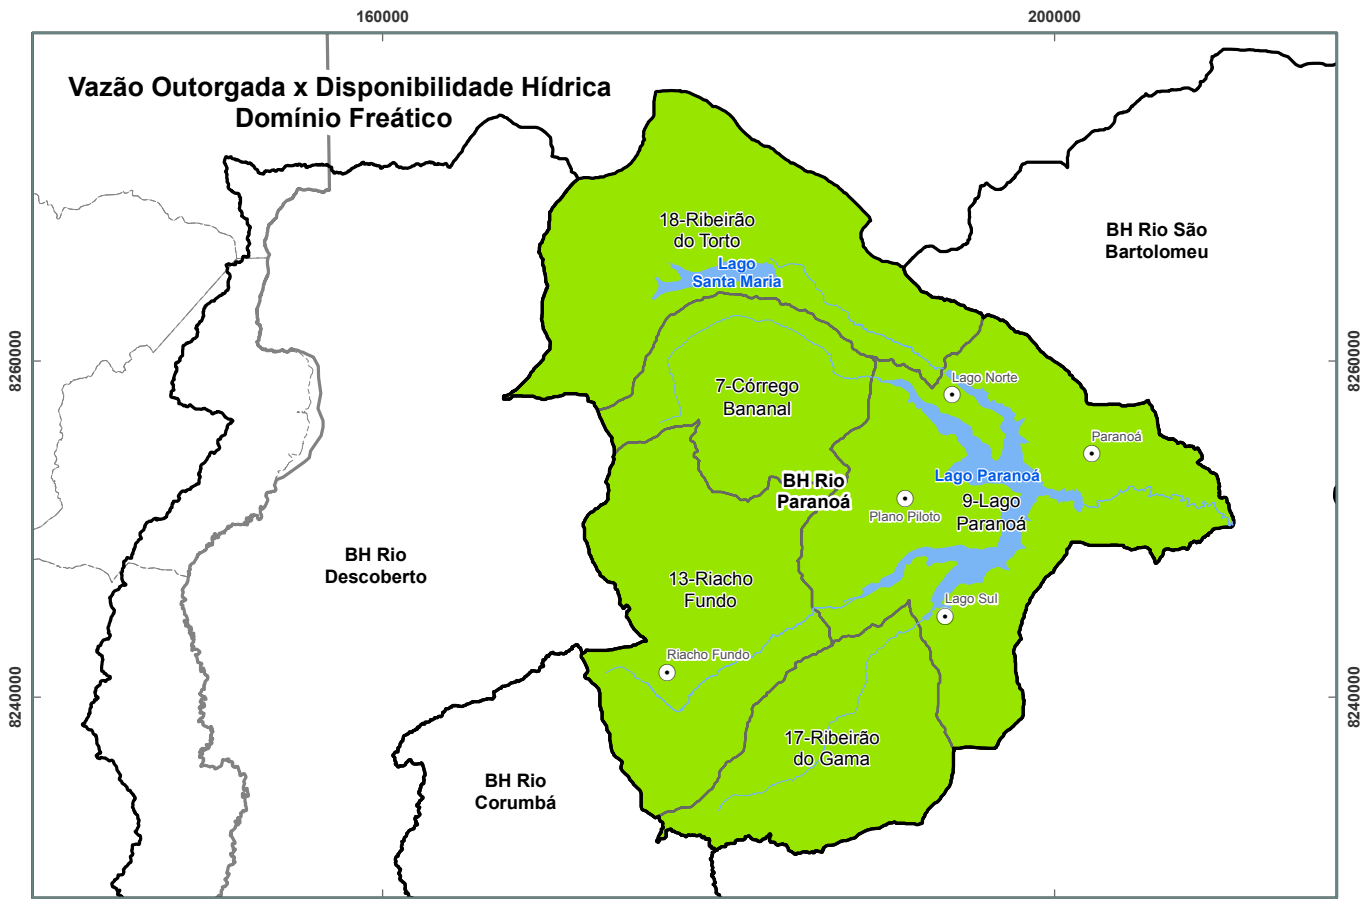 160000
200000
Vazão Outorgada x Disponibilidade Hídrica
Domínio Freático
18-Ribeirão
do Torto
BH Rio São
Bartolomeu
Lago
Santa Maria
8260000
8260000
Lago Norte
7-Córrego
Bananal
Paranoá
BH Rio
Paranoá
Lago Paranoá
9-Lago
Paranoá
Plano Piloto
BH Rio
Descoberto
13-Riacho
Fundo
Lago Sul
Riacho Fundo
8240000
8240000
17-Ribeirão
do Gama
BH Rio
Corumbá